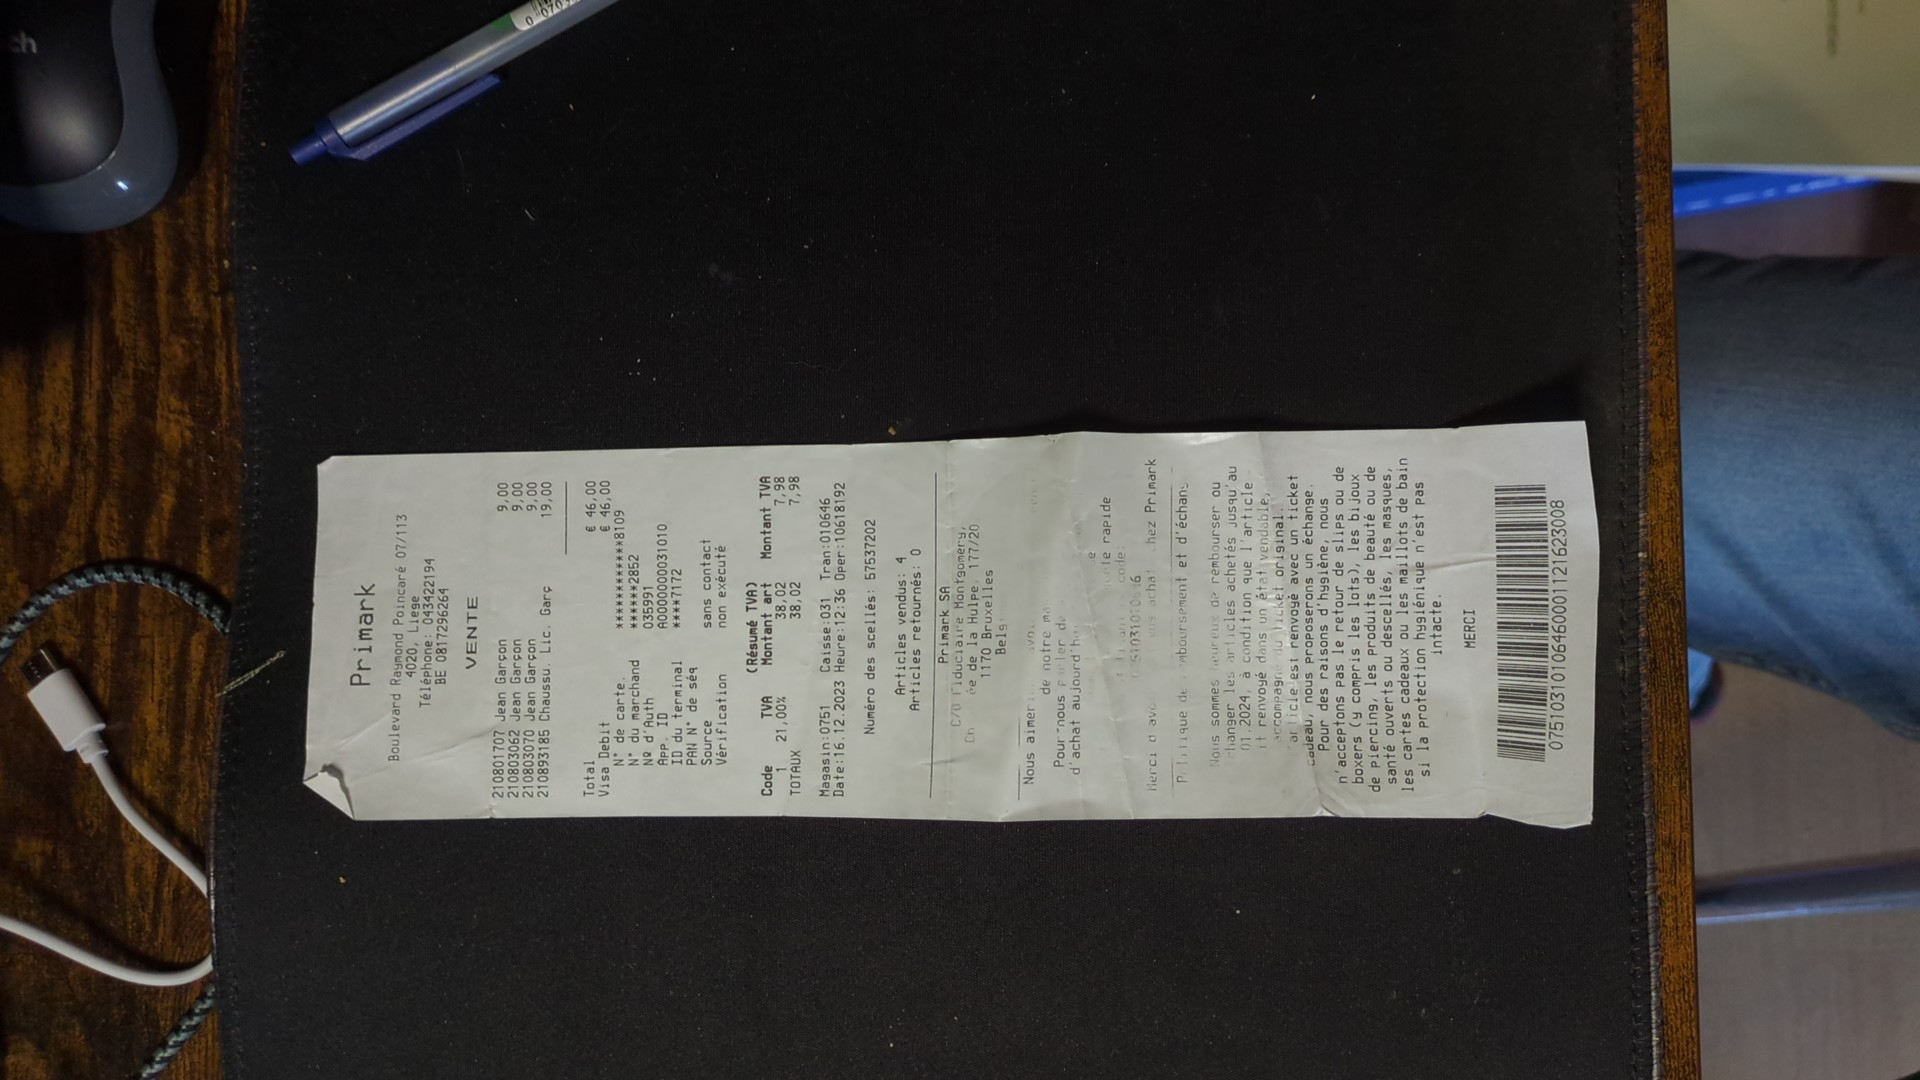 ch
0 070
Primark
Boulevard Raymond Poincaré 07/113
4020, Liege
Téléphone: 043422194
BE 0817296264
VENTE
210801707 Jean Garçon 9,00
210803062 Jean Garçon 9,00
210803070 Jean Garçon 9,00
210893185 Chaussu. Lic. Garç 19,00
Total € 46,00
Visa Debit € 46,00
N° de carte. ************8109
N° du marchand ******2852
Nº d'Auth 035991
App. ID A0000000031010
ID du terminal ****7172
PAN N° de séq
Source sans contact
Vérification non exécuté
(Résumé TVA)
Code TVA Montant art Montant TVA
1 21,00% 38,02 7,98
TOTAUX 38,02 7,98
Magasin:0751 Caisse:031 Tran:010646
Date:16.12.2023 Heure:12:36 Oper:10618192
Numéro des scellés: 57537202
Articles vendus: 4
Articles retournés: 0
Primark SA
C/O Fiduciaire Montgomery,
de la Hulpe, 177/20
1170 Bruxelles
Nous
de notre
Pour nous parler de
d'achat
rapide
code.
Merci achat chez Primark
remboursement et d'échang
Nous sommes heureux de rembourser ou
échanger les articles achetés jusqu'au
01.2024, à condition que l'article
renvoyé dans un état vendable,
accompagné du ticket original.
article est renvoyé avec un ticket
cadeau, nous proposerons un échange.
Pour des raisons d'hygiène, nous
n'acceptons pas le retour de slips ou de
boxers (y compris les lots), les bijoux
de piercing, les produits de beauté ou de
santé ouverts ou descellés, les masques,
les cartes cadeaux ou les maillots de bain
si la protection hygiénique n'est pas
intacte.
MERCI
07510310106460001121623008